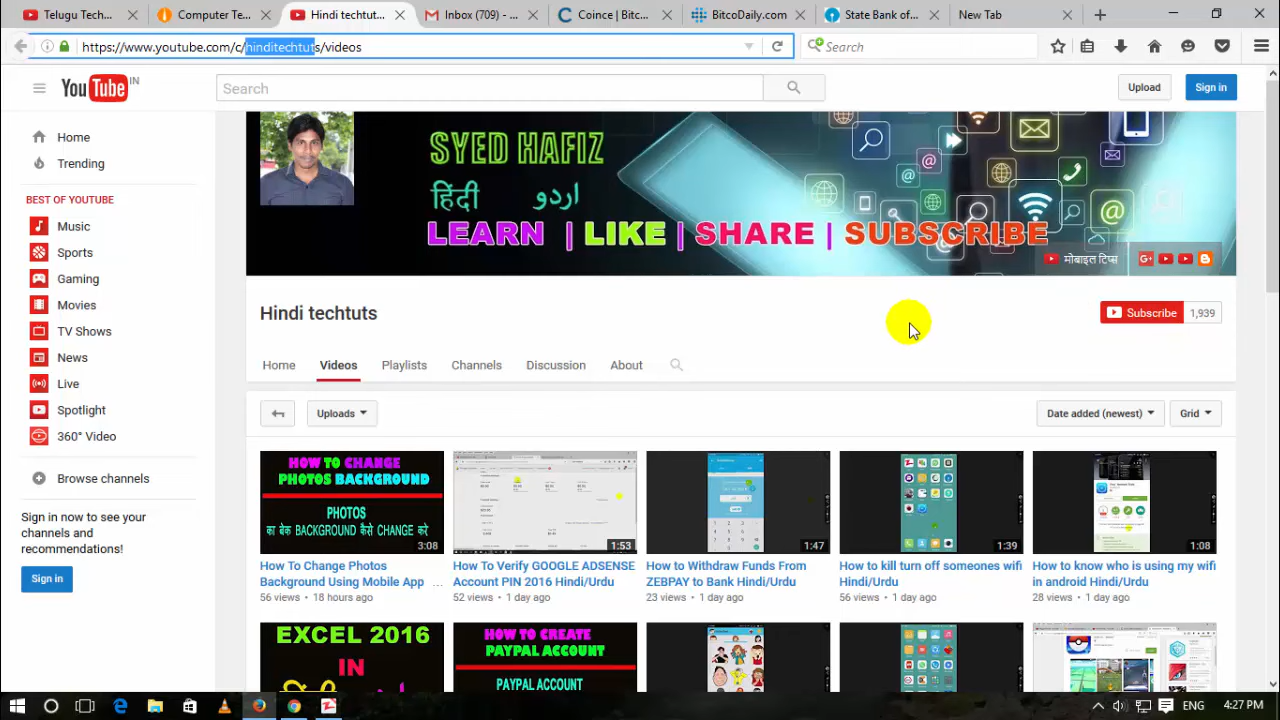 Telugu Tech
Computer Ter
Hindi techtuts
Inbox (709) -
Coince | Bitc
BitcoDaily.com
State Bank of
New Tab
https://www.youtube.com/c/hinditechtuts/videos
Search
YouTube IN
Search
Upload
Sign in
Home
Trending
BEST OF YOUTUBE
Music
Sports
Gaming
Movies
TV Shows
News
Live
Spotlight
360° Video
Browse channels
Sign in now to see your
channels and
recommendations!
Sign in
SYED HAFIZ
हिंदी اردو
LEARN | LIKE | SHARE | SUBSCRIBE
मोबाइल टिप्स
Hindi techtuts
Subscribe 1,939
Home Videos Playlists Channels Discussion About
Uploads
Date added (newest)
Grid
HOW TO CHANGE
PHOTOS BACKGROUND
PHOTOS
का बेक BACKGROUND कैसे CHANGE करे
3:08
How To Change Photos
Background Using Mobile App ...
56 views • 18 hours ago
1:53
How To Verify GOOGLE ADSENSE
Account PIN 2016 Hindi/Urdu
52 views • 1 day ago
1:47
How to Withdraw Funds From
ZEBPAY to Bank Hindi/Urdu
23 views • 1 day ago
1:39
How to kill turn off someones wifi
Hindi/Urdu
56 views • 1 day ago
1:08
How to know who is using my wifi
in android Hindi/Urdu
28 views • 1 day ago
EXCEL 2016
IN
HOW TO CREATE
PAYPAL ACCOUNT
PAYPAL ACCOUNT
ENG
4:27 PM